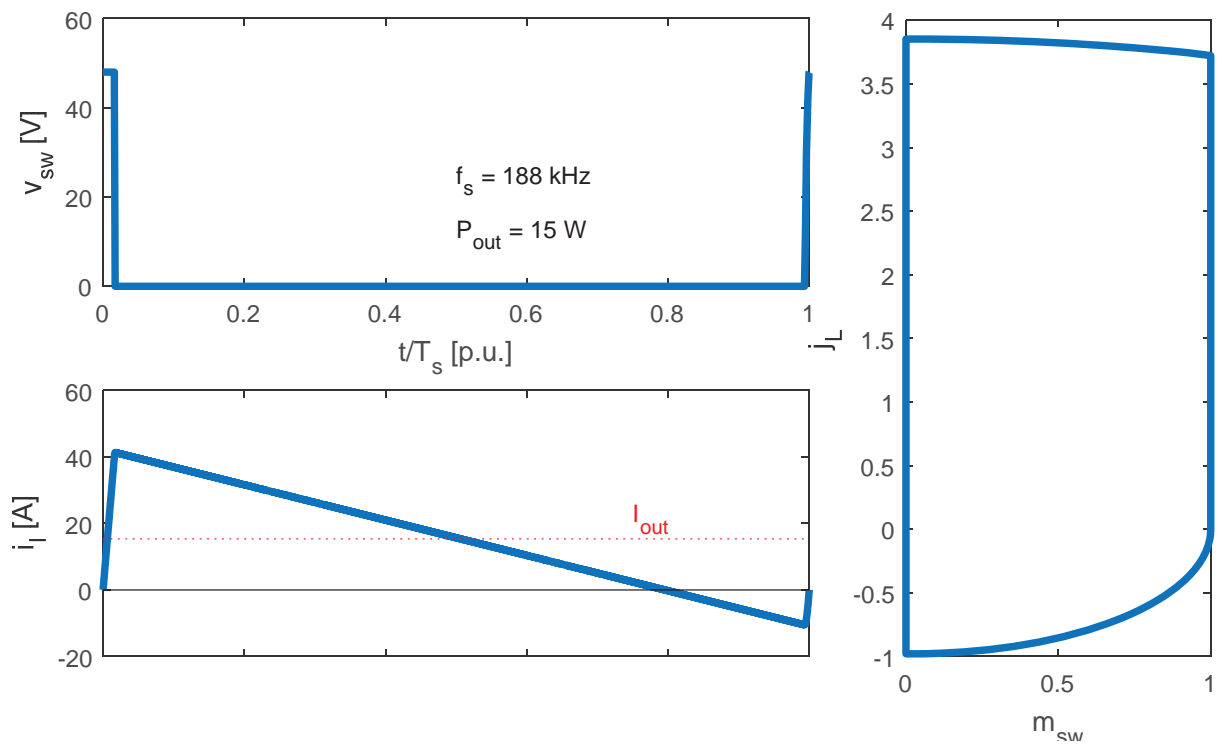 60
40
20
0
v_sw [V]
f_s = 188 kHz
P_out = 15 W
0 0.2 0.4 0.6 0.8 1
t/T_s [p.u.]
60
40
20
0
-20
i_l [A]
I_out
4
3.5
3
2.5
2
1.5
1
0.5
0
-0.5
-1
j_L
0 0.5 1
m_sw